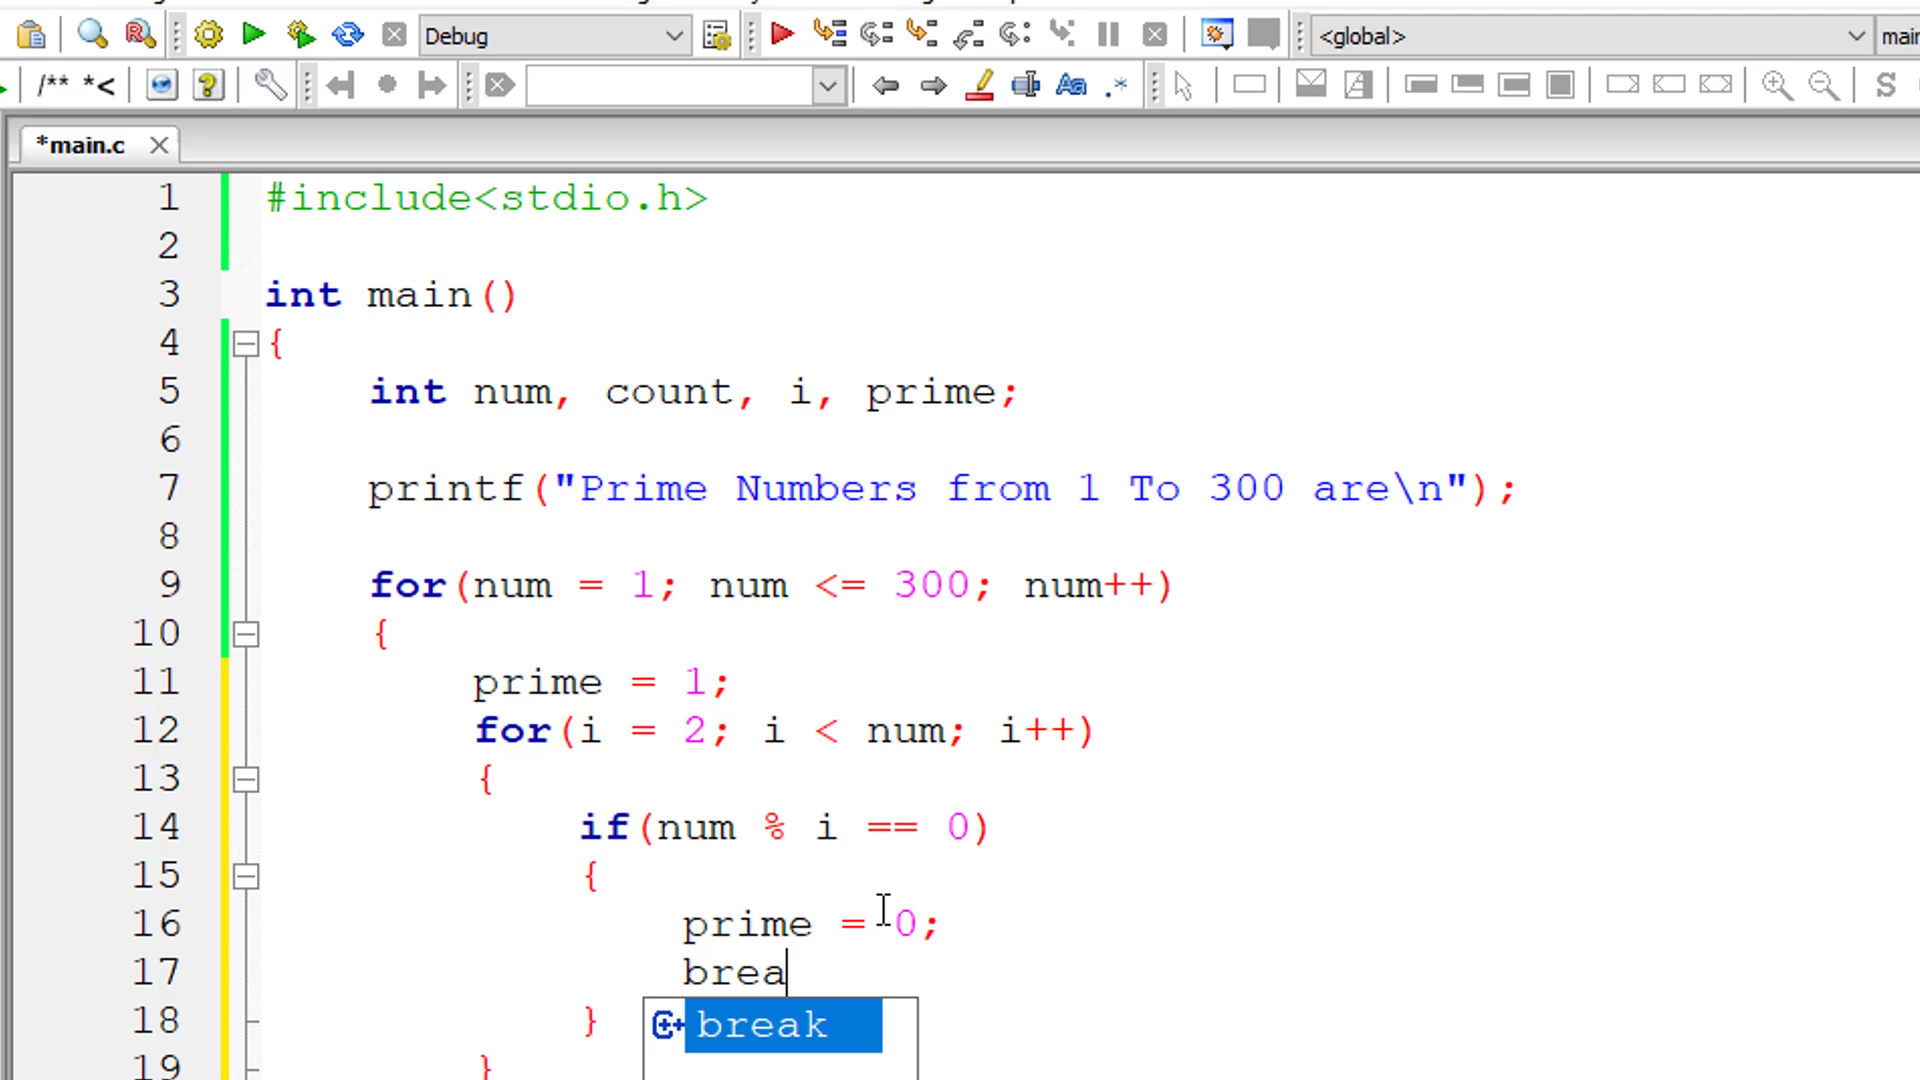 Debug
<global>
main
/** *<
.*
S
*main.c
1 #include<stdio.h>
2
3 int main()
4 {
5 int num, count, i, prime;
6
7 printf("Prime Numbers from 1 To 300 are\n");
8
9 for(num = 1; num <= 300; num++)
10 {
11 prime = 1;
12 for(i = 2; i < num; i++)
13 {
14 if(num % i == 0)
15 {
16 prime = 0;
17 brea
break
18 }
19 }